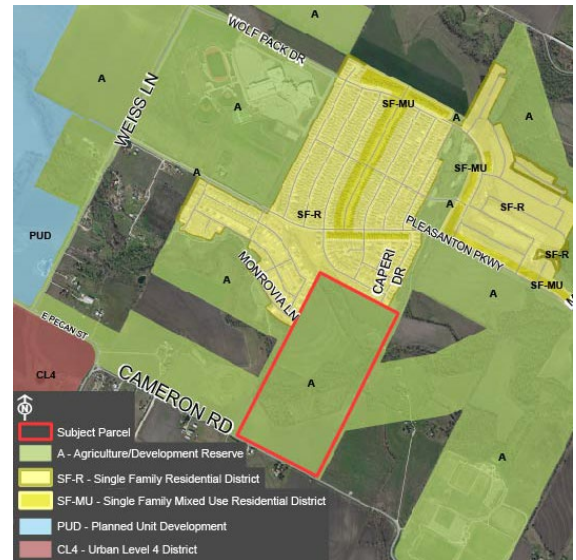 A
WOLF PACK DR
A
WEISS LN
A
SF-MU
A
A
SF-MU
A
A
SF-R
SF-R
PLEASANTON PKWY
PUD
SF-R
CAPERI DR
MONROVIA LN
A
A
SF-MU
E PECAN ST
CL4
CAMERON RD
A
A
N
Subject Parcel
A - Agriculture/Development Reserve
SF-R - Single Family Residential District
SF-MU - Single Family Mixed Use Residential District
PUD - Planned Unit Development
CL4 - Urban Level 4 District